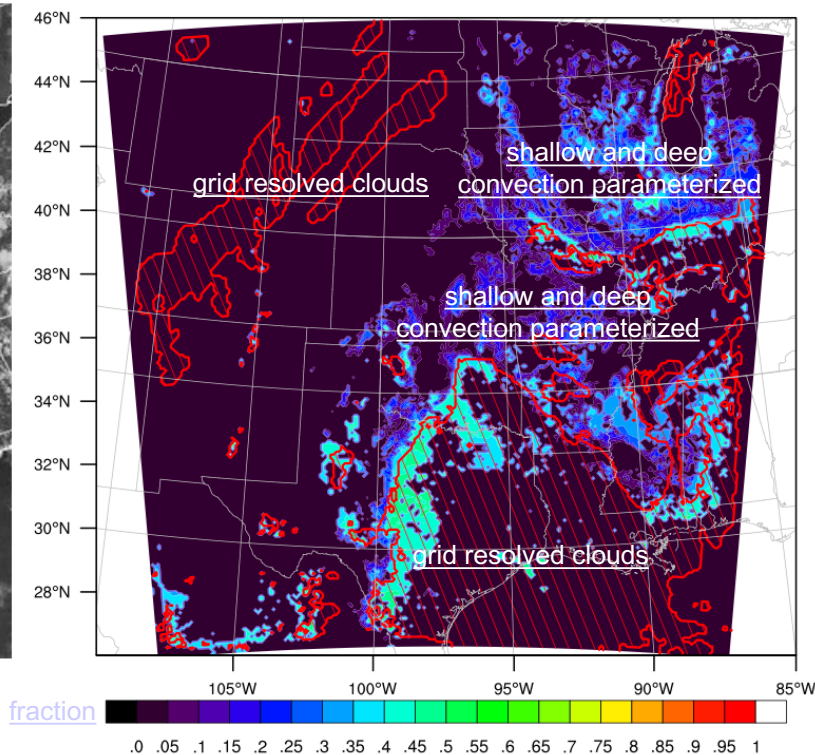 46°N
44°N
42°N
40°N
38°N
36°N
34°N
32°N
30°N
28°N
shallow and deep
convection parameterized
grid resolved clouds
shallow and deep
convection parameterized
grid resolved clouds
105°W 100°W 95°W 90°W 85°W
fraction
.0 .05 .1 .15 .2 .25 .3 .35 .4 .45 .5 .55 .6 .65 .7 .75 .8 .85 .9 .95 1